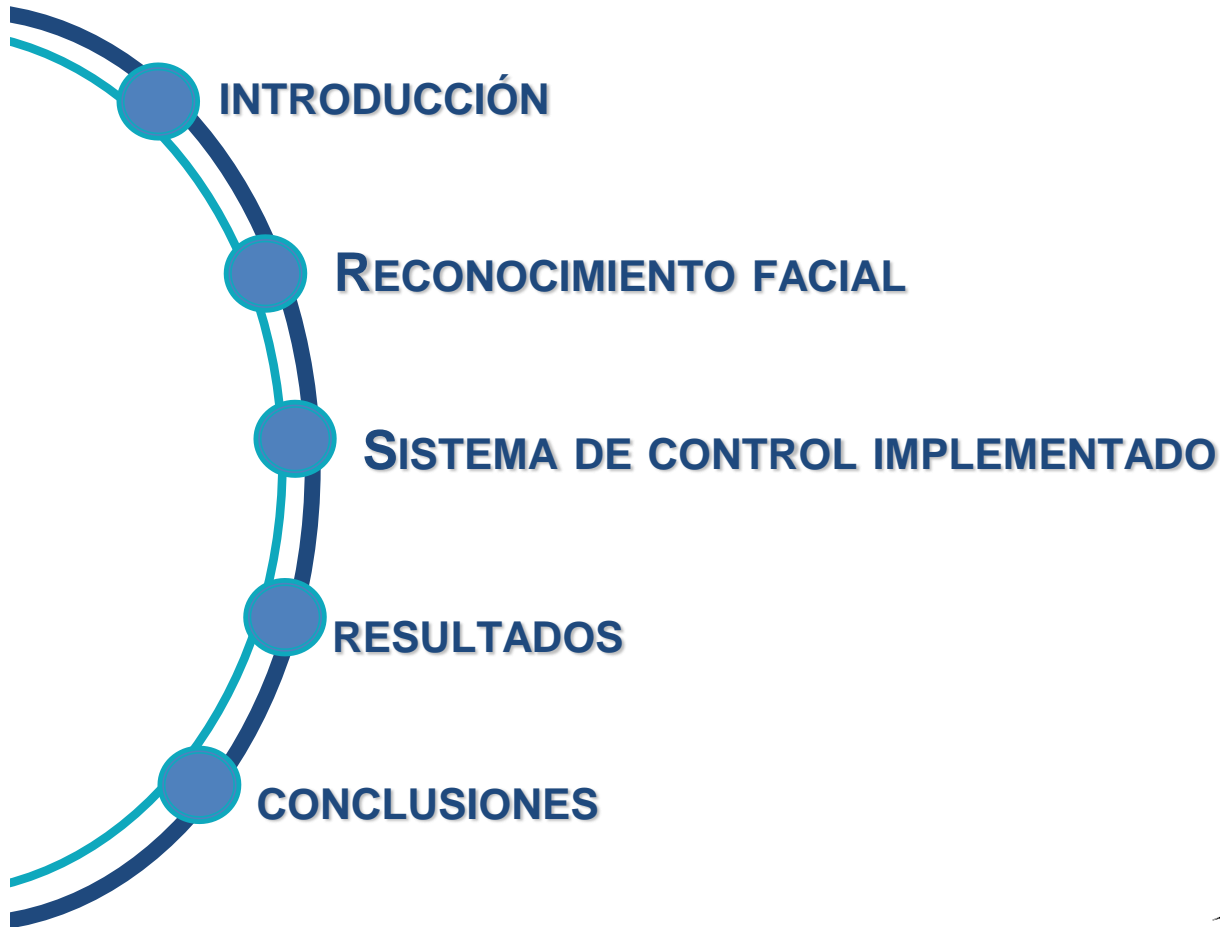 INTRODUCCIÓN
RECONOCIMIENTO FACIAL
SISTEMA DE CONTROL IMPLEMENTADO
RESULTADOS
CONCLUSIONES